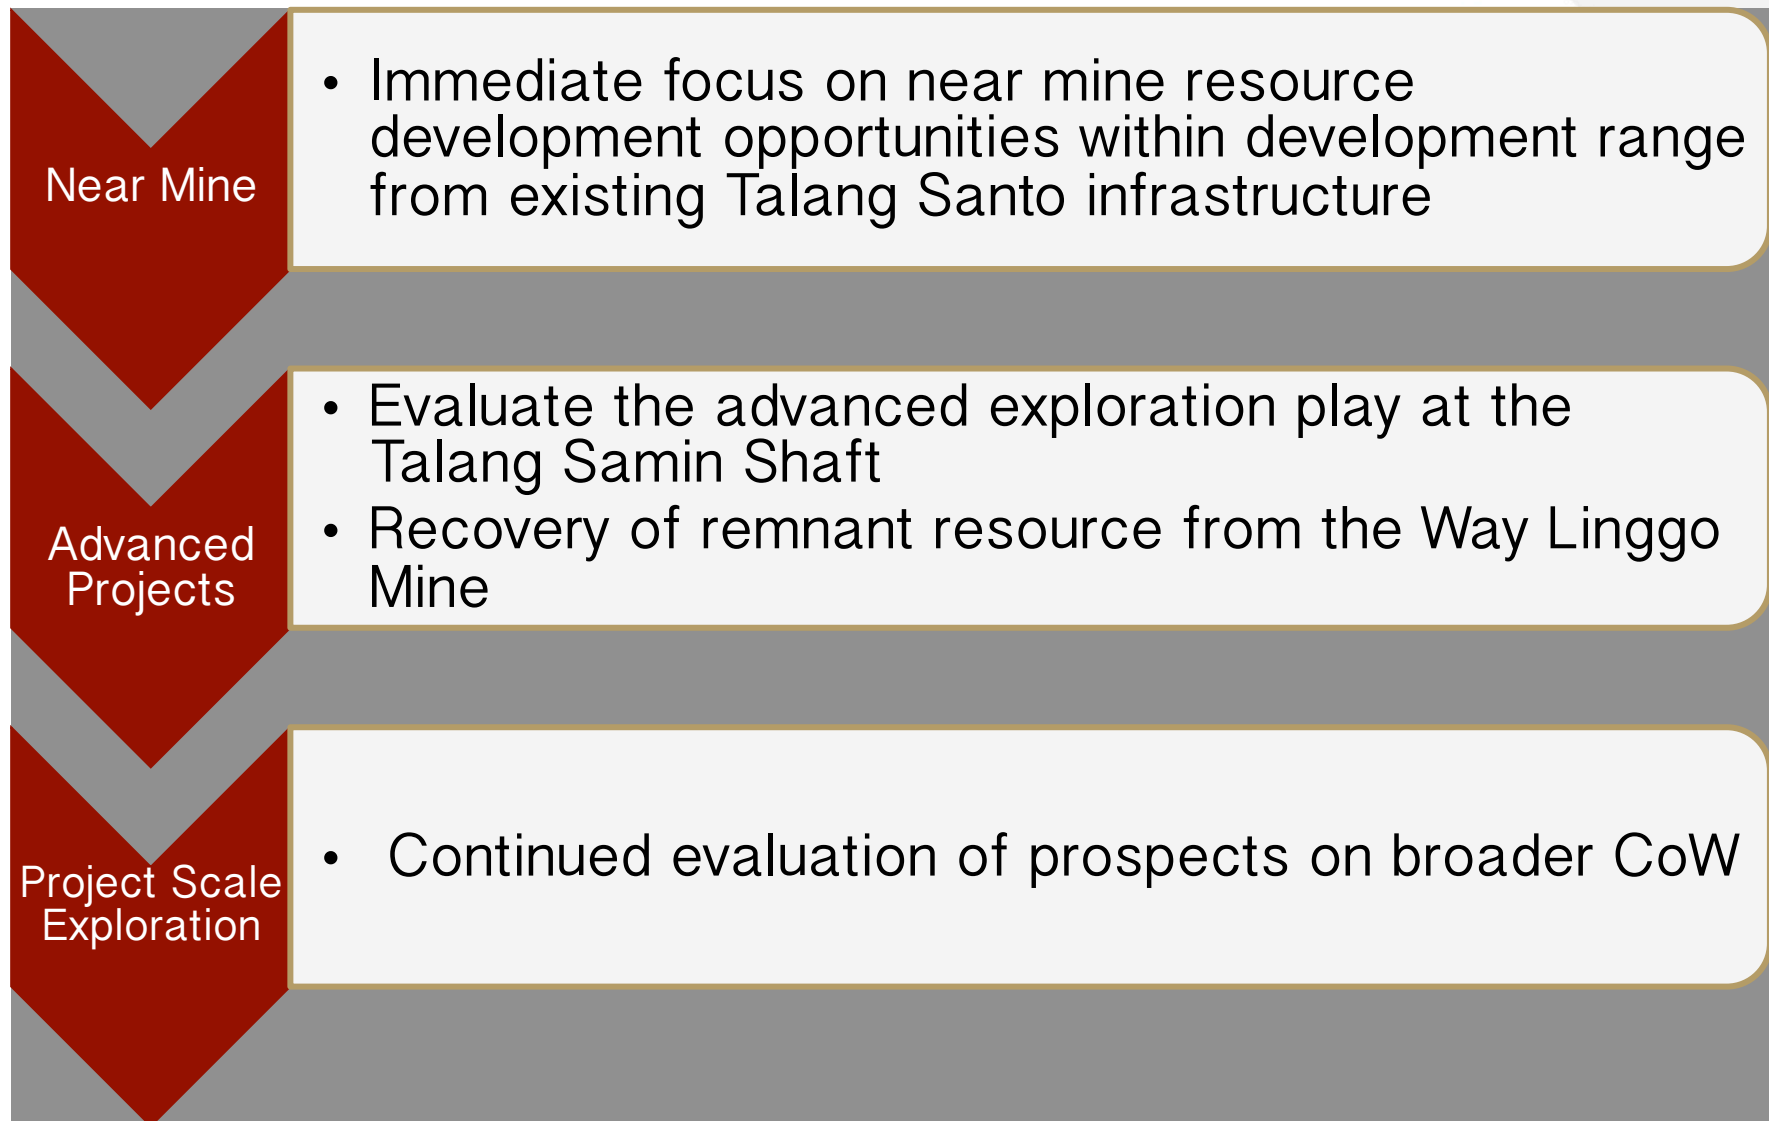 Near Mine
• Immediate focus on near mine resource
development opportunities within development range
from existing Talang Santo infrastructure
Advanced
Projects
• Evaluate the advanced exploration play at the
Talang Samin Shaft
• Recovery of remnant resource from the Way Linggo
Mine
Project Scale
Exploration
• Continued evaluation of prospects on broader CoW